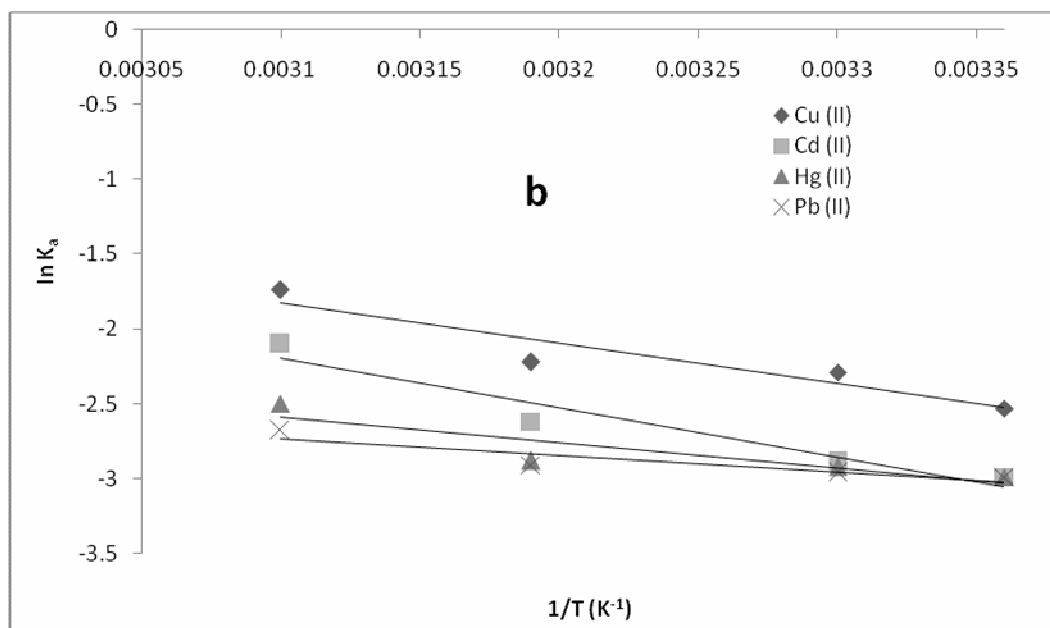 0
0.00305 0.0031 0.00315 0.0032 0.00325 0.0033 0.00335
-0.5
-1
-1.5
-2
-2.5
-3
-3.5
ln Kₐ
b
Cu (II)
Cd (II)
Hg (II)
Pb (II)
1/T (K⁻¹)